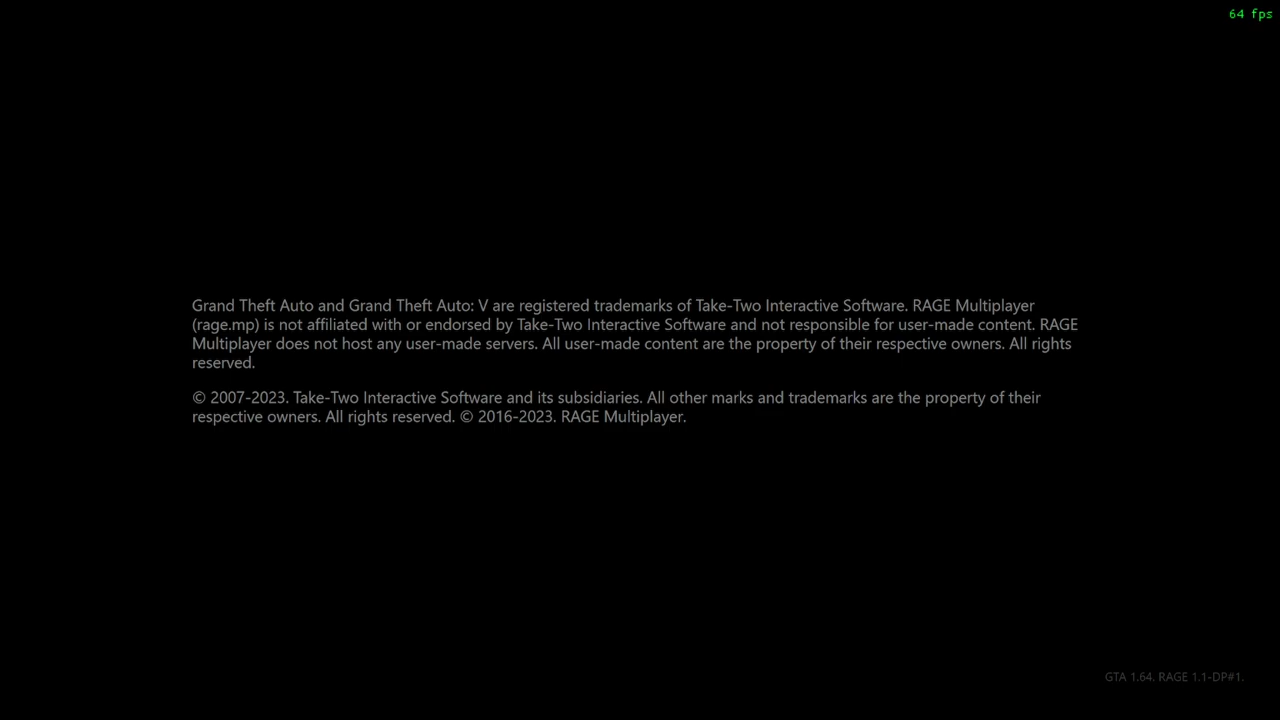 64 fps
Grand Theft Auto and Grand Theft Auto: V are registered trademarks of Take-Two Interactive Software. RAGE Multiplayer
(rage.mp) is not affiliated with or endorsed by Take-Two Interactive Software and not responsible for user-made content. RAGE
Multiplayer does not host any user-made servers. All user-made content are the property of their respective owners. All rights
reserved.
© 2007-2023. Take-Two Interactive Software and its subsidiaries. All other marks and trademarks are the property of their
respective owners. All rights reserved. © 2016-2023. RAGE Multiplayer.
GTA 1.64. RAGE 1.1-DP#1.